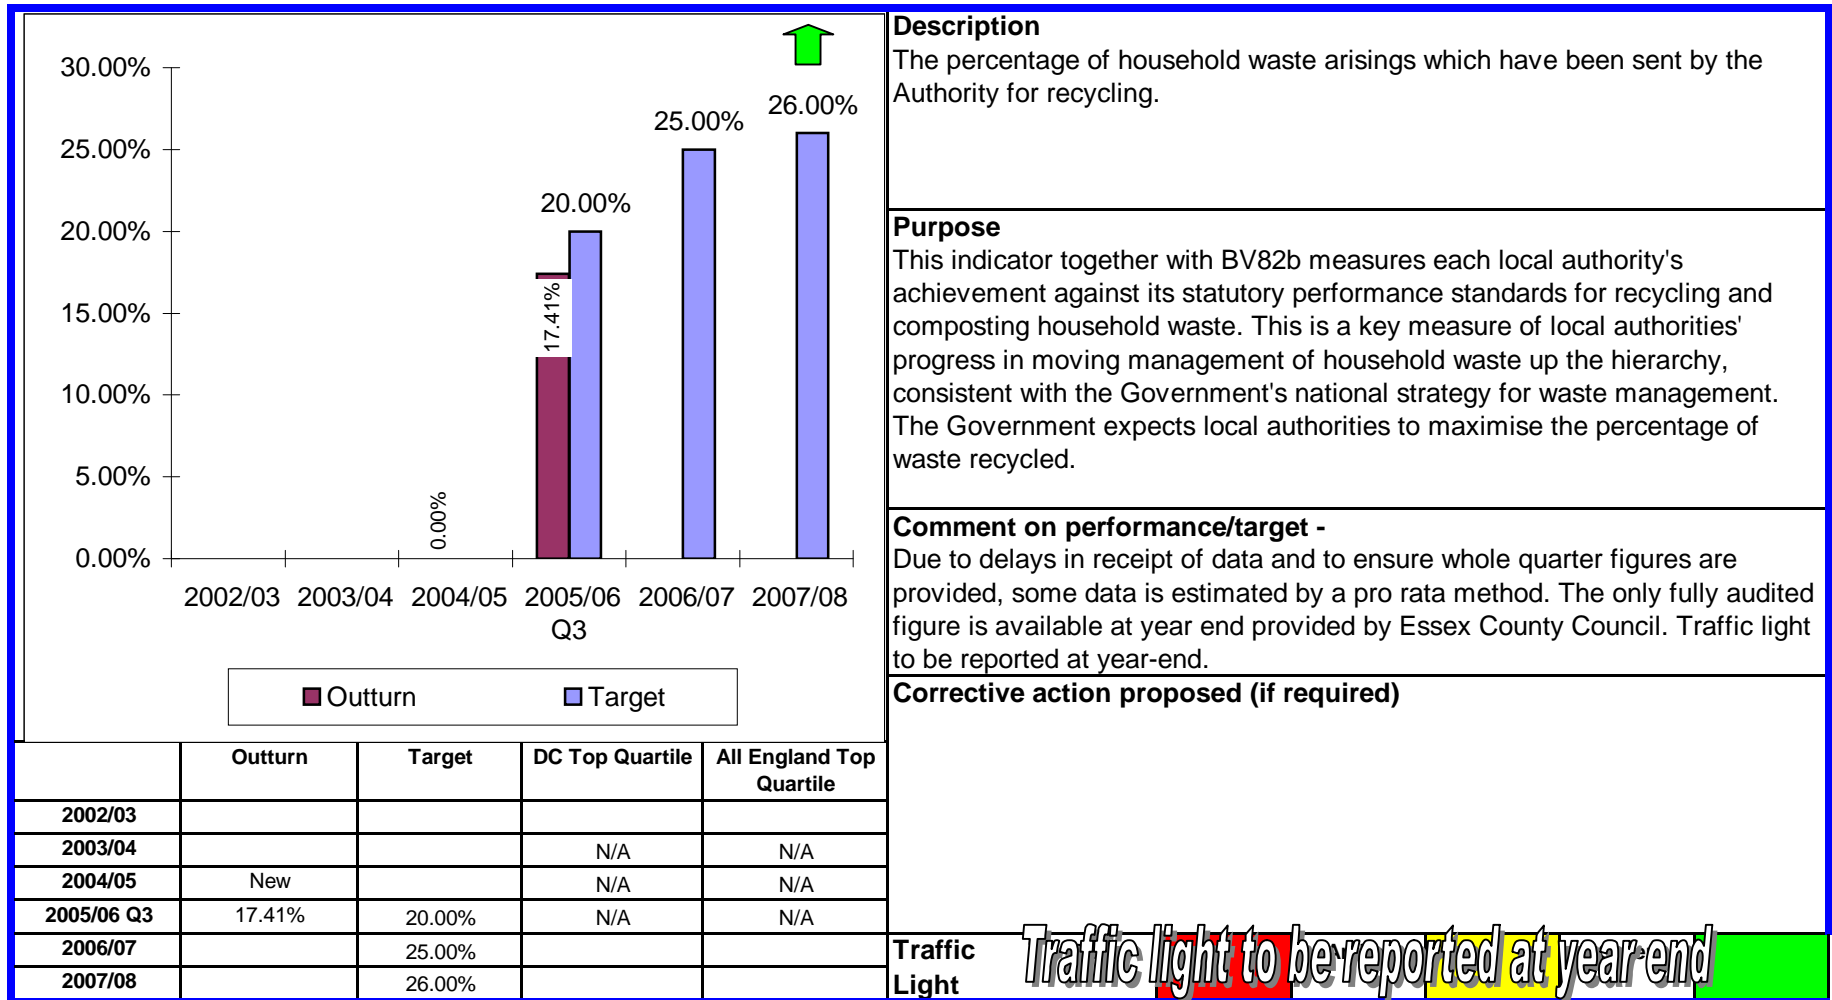 30.00%
25.00%
20.00%
15.00%
10.00%
5.00%
0.00%
0.00%
17.41%
20.00%
25.00%
26.00%
2002/03 2003/04 2004/05 2005/06 2006/07 2007/08
Q3
Outturn Target
Outturn Target DC Top Quartile All England Top
Quartile
2002/03
2003/04 N/A N/A
2004/05 New N/A N/A
2005/06 Q3 17.41% 20.00% N/A N/A
2006/07 25.00%
2007/08 26.00%
Description
The percentage of household waste arisings which have been sent by the
Authority for recycling.
Purpose
This indicator together with BV82b measures each local authority's
achievement against its statutory performance standards for recycling and
composting household waste. This is a key measure of local authorities'
progress in moving management of household waste up the hierarchy,
consistent with the Government's national strategy for waste management.
The Government expects local authorities to maximise the percentage of
waste recycled.
Comment on performance/target -
Due to delays in receipt of data and to ensure whole quarter figures are
provided, some data is estimated by a pro rata method. The only fully audited
figure is available at year end provided by Essex County Council. Traffic light
to be reported at year-end.
Corrective action proposed (if required)
Traffic
Light
Traffic light to be reported at year end